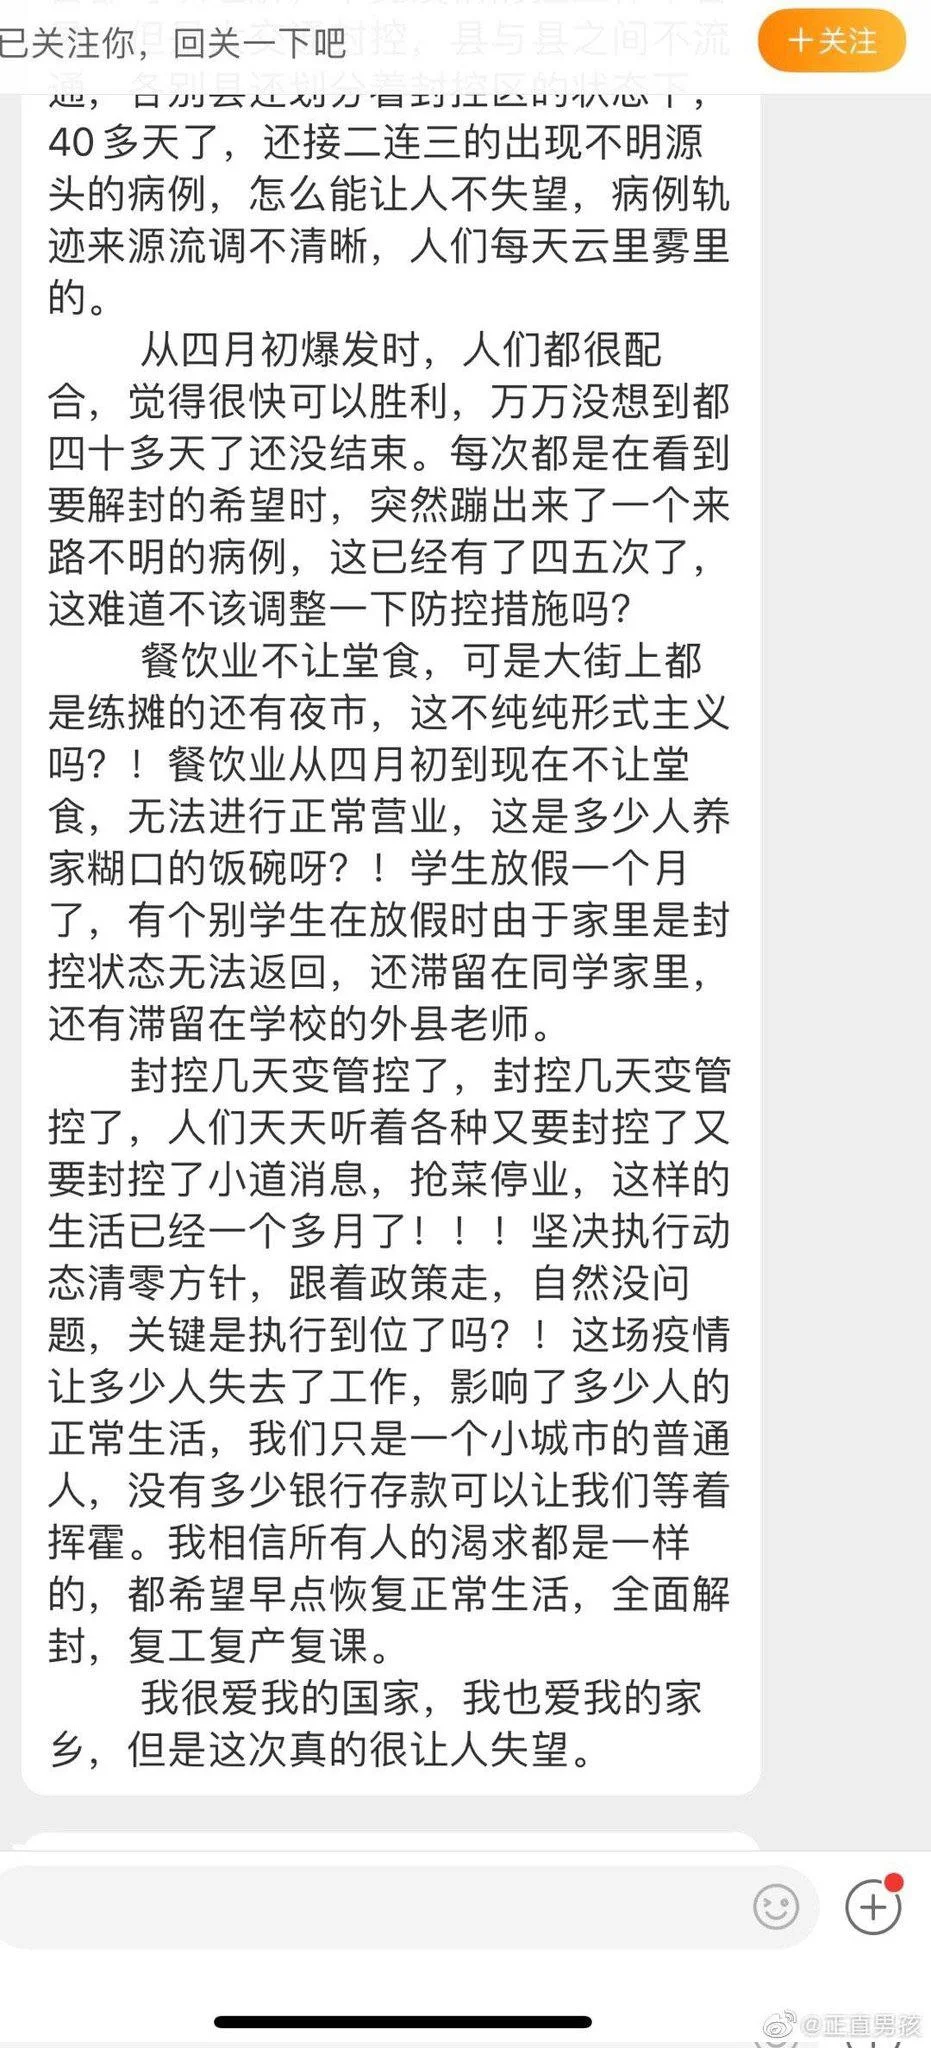 已关注你，回关一下吧
＋关注
封控，县与县之间不流
通，各别县还划分着封控区的状态下，
40多天了，还接二连三的出现不明源
头的病例，怎么能让人不失望，病例轨
迹来源流调不清晰，人们每天云里雾里
的。
从四月初爆发时，人们都很配
合，觉得很快可以胜利，万万没想到都
四十多天了还没结束。每次都是在看到
要解封的希望时，突然蹦出来了一个来
路不明的病例，这已经有了四五次了，
这难道不该调整一下防控措施吗？
餐饮业不让堂食，可是大街上都
是练摊的还有夜市，这不纯纯形式主义
吗？！餐饮业从四月初到现在不让堂
食，无法进行正常营业，这是多少人养
家糊口的饭碗呀？！学生放假一个月
了，有个别学生在放假时由于家里是封
控状态无法返回，还滞留在同学家里，
还有滞留在学校的外县老师。
封控几天变管控了，封控几天变管
控了，人们天天听着各种又要封控了又
要封控了小道消息，抢菜停业，这样的
生活已经一个多月了！！！坚决执行动
态清零方针，跟着政策走，自然没问
题，关键是执行到位了吗？！这场疫情
让多少人失去了工作，影响了多少人的
正常生活，我们只是一个小城市的普通
人，没有多少银行存款可以让我们等着
挥霍。我相信所有人的渴求都是一样
的，都希望早点恢复正常生活，全面解
封，复工复产复课。
我很爱我的国家，我也爱我的家
乡，但是这次真的很让人失望。
@正直男孩